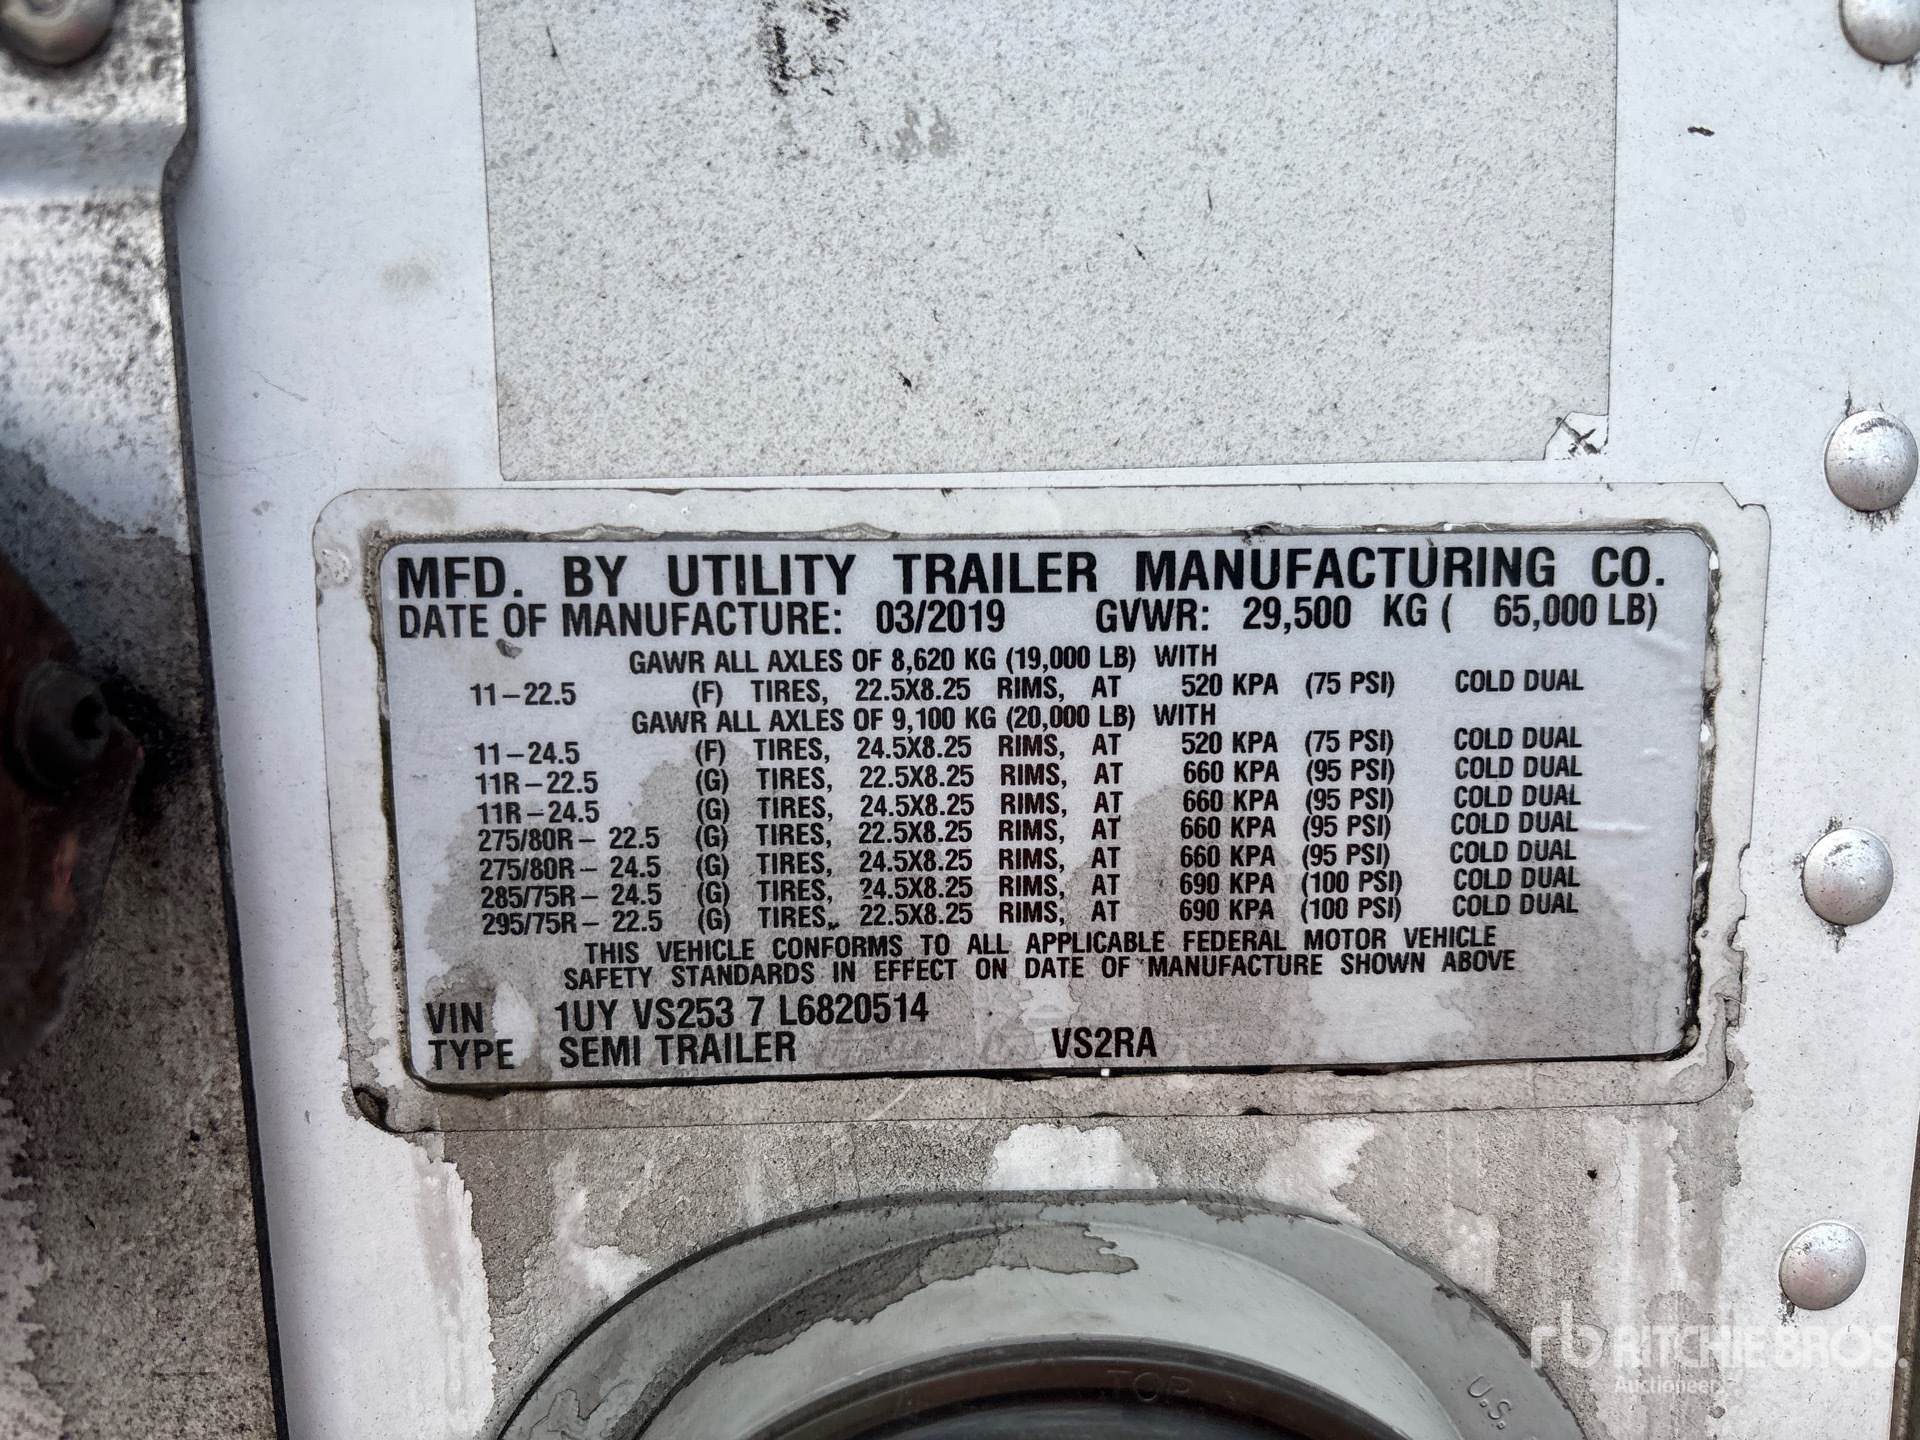 MFD. BY UTILITY TRAILER MANUFACTURING CO.
DATE OF MANUFACTURE: 03/2019 GVWR: 29,500 KG ( 65,000 LB)
GAWR ALL AXLES OF 8,620 KG (19,000 LB) WITH
11-22.5 (F) TIRES, 22.5X8.25 RIMS, AT 520 KPA (75 PSI) COLD DUAL
GAWR ALL AXLES OF 9,100 KG (20,000 LB) WITH
11-24.5 (F) TIRES, 24.5X8.25 RIMS, AT 520 KPA (75 PSI) COLD DUAL
11R-22.5 (G) TIRES, 22.5X8.25 RIMS, AT 660 KPA (95 PSI) COLD DUAL
11R-24.5 (G) TIRES, 24.5X8.25 RIMS, AT 660 KPA (95 PSI) COLD DUAL
275/80R- 22.5 (G) TIRES, 22.5X8.25 RIMS, AT 660 KPA (95 PSI) COLD DUAL
275/80R- 24.5 (G) TIRES, 24.5X8.25 RIMS, AT 660 KPA (95 PSI) COLD DUAL
285/75R- 24.5 (G) TIRES, 24.5X8.25 RIMS, AT 690 KPA (100 PSI) COLD DUAL
295/75R- 22.5 (G) TIRES, 22.5X8.25 RIMS, AT 690 KPA (100 PSI) COLD DUAL
THIS VEHICLE CONFORMS TO ALL APPLICABLE FEDERAL MOTOR VEHICLE
SAFETY STANDARDS IN EFFECT ON DATE OF MANUFACTURE SHOWN ABOVE
VIN 1UY VS253 7 L6820514
TYPE SEMI TRAILER VS2RA
TOP
U.S.
rb RITCHIE BROS.
Auctioneers